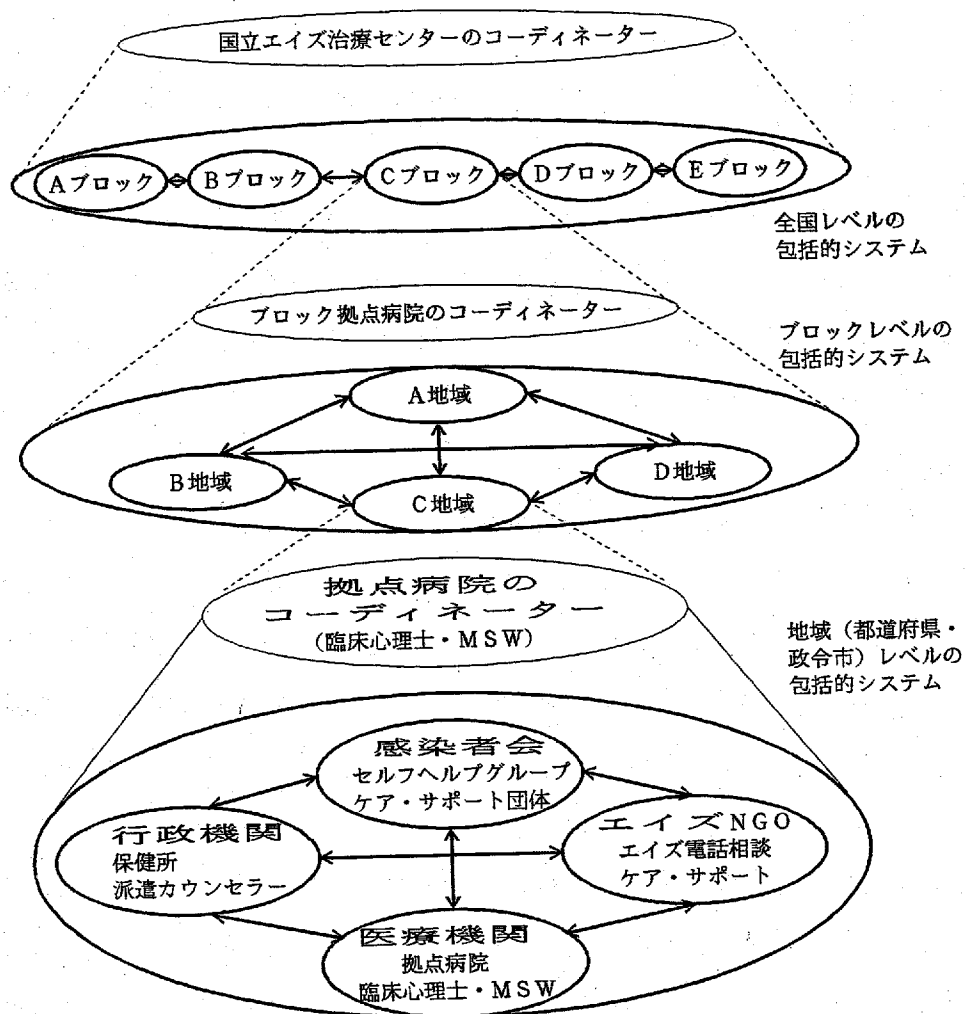 国立エイズ治療センターのコーディネーター
Aブロック
Bブロック
Cブロック
Dブロック
Eブロック
全国レベルの
包括的システム
ブロック拠点病院のコーディネーター
ブロックレベルの
包括的システム
A地域
B地域
D地域
C地域
拠点病院の
コーディネーター
(臨床心理士・MSW)
地域(都道府県・
政令市)レベルの
包括的システム
感染者会
セルフヘルプグループ
ケア・サポート団体
行政機関
保健所
派遣カウンセラー
エイズNGO
エイズ電話相談
ケア・サポート
医療機関
拠点病院
臨床心理士・MSW